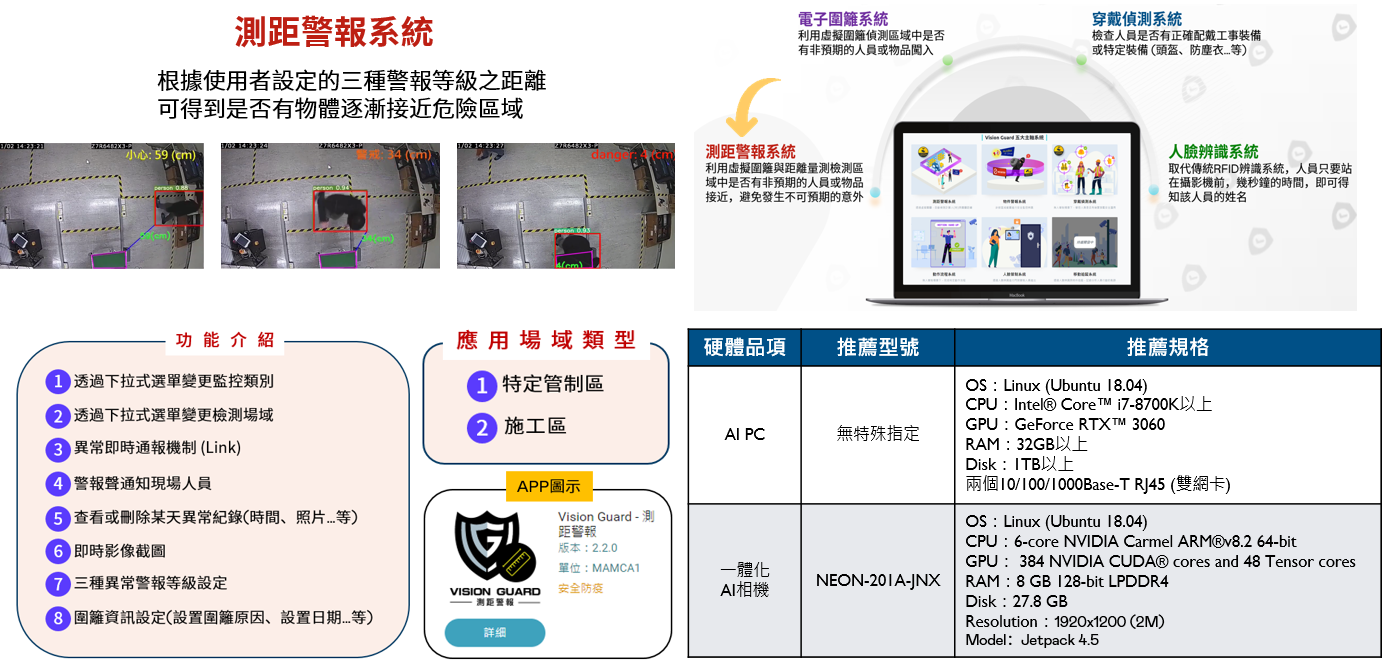 測距警報系統
根據使用者設定的三種警報等級之距離
可得到是否有物體逐漸接近危險區域
1/02 14:23:21
Z7R6482X3-P
小心: 59 (cm)
person 0.88
1/02 14:23:24
Z7R6482X3-P
警戒: 34 (cm)
person 0.94
1/02 14:23:27
Z7R6482X3-P
danger: 4 (cm
person 0.93
4(cm)
電子圍籬系統
利用虛擬圍籬偵測區域中是否
有非預期的人員或物品闖入
穿戴偵測系統
檢查人員是否有正確配戴工事裝備
或特定裝備 (頭盔、防塵衣...等)
測距警報系統
利用虛擬圍籬與距離量測檢測區
域中是否有非預期的人員或物品
接近，避免發生不可預期的意外
人臉辨識系統
取代傳統RFID辨識系統，人員只要站
在攝影機前，幾秒鐘的時間，即可得
知該人員的姓名
Vision Guard 五大主軸系統
測距警報系統
物件警報系統
穿戴偵測系統
人臉辨識系統
MacBook
功能介紹
1 透過下拉式選單變更監控類別
2 透過下拉式選單變更檢測場域
3 異常即時通報機制 (Link)
4 警報聲通知現場人員
5 查看或刪除某天異常紀錄(時間、照片...等)
6 即時影像截圖
7 三種異常警報等級設定
8 圍籬資訊設定(設置圍籬原因、設置日期...等)
應用場域類型
1 特定管制區
2 施工區
APP圖示
VISION GUARD
測距警報
Vision Guard - 測
距警報
版本：2.2.0
單位：MAMCA1
安全防疫
詳細
硬體品項 推薦型號 推薦規格
AI PC
無特殊指定
OS：Linux (Ubuntu 18.04)
CPU：Intel® Core™ i7-8700K以上
GPU：GeForce RTX™ 3060
RAM：32GB以上
Disk：1TB以上
兩個10/100/1000Base-T RJ45 (雙網卡)
一體化
AI相機
NEON-201A-JNX
OS：Linux (Ubuntu 18.04)
CPU：6-core NVIDIA Carmel ARM®v8.2 64-bit
GPU： 384 NVIDIA CUDA® cores and 48 Tensor cores
RAM：8 GB 128-bit LPDDR4
Disk：27.8 GB
Resolution：1920x1200 (2M)
Model：Jetpack 4.5